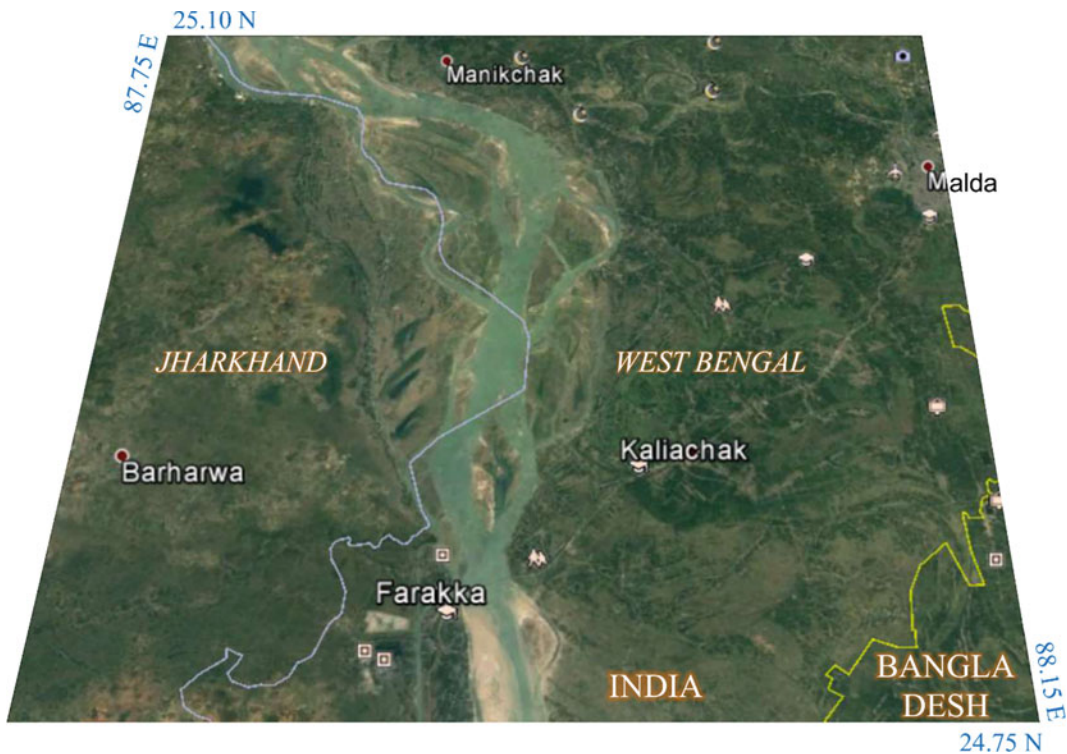 25.10 N
87.75 E
Manikchak
Malda
JHARKHAND
WEST BENGAL
Kaliachak
Barharwa
Farakka
INDIA
BANGLA
DESH
88.15 E
24.75 N